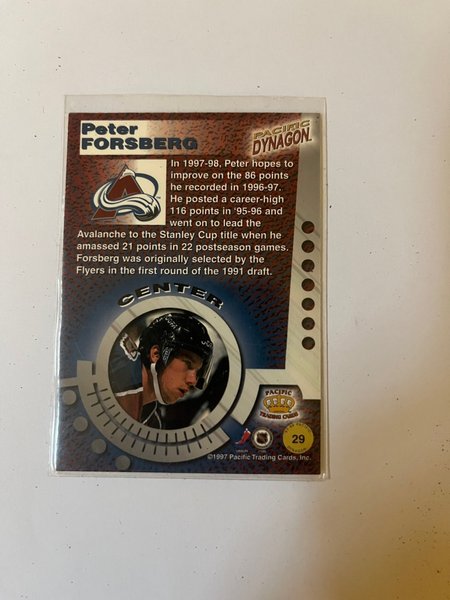 Peter
FORSBERG
PACIFIC
DYNAGON
In 1997-98, Peter hopes to
improve on the 86 points
he recorded in 1996-97.
He posted a career-high
116 points in '95-96 and
went on to lead the
Avalanche to the Stanley Cup title when he
amassed 21 points in 22 postseason games.
Forsberg was originally selected by the
Flyers in the first round of the 1991 draft.
CENTER
PACIFIC
TRADING CARDS
29
©1997 Pacific Trading Cards, Inc.